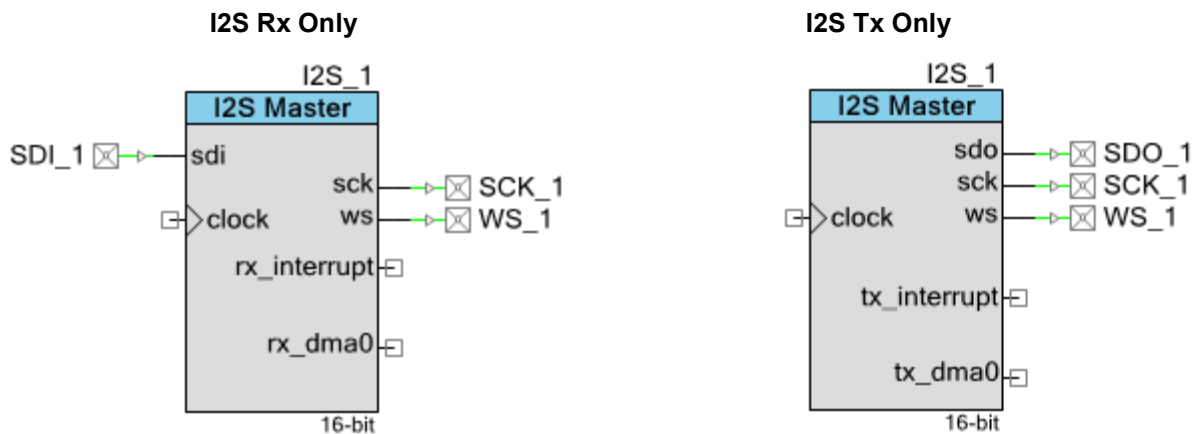 I2S Rx Only
I2S_1
I2S Master
SDI_1
sdi
sck
SCK_1
clock
ws
WS_1
rx_interrupt
rx_dma0
16-bit
I2S Tx Only
I2S_1
I2S Master
sdo
SDO_1
sck
SCK_1
clock
ws
WS_1
tx_interrupt
tx_dma0
16-bit